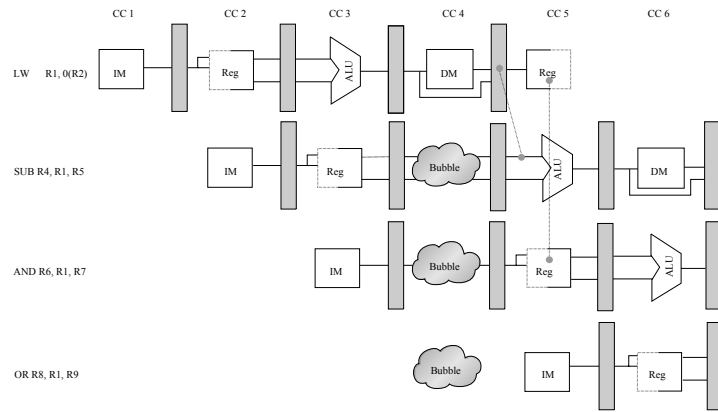 CC 1 CC 2 CC 3 CC 4 CC 5 CC 6
LW R1, 0(R2) IM Reg ALU DM Reg
SUB R4, R1, R5 IM Reg Bubble ALU DM
AND R6, R1, R7 IM Bubble Reg ALU
OR R8, R1, R9 Bubble IM Reg